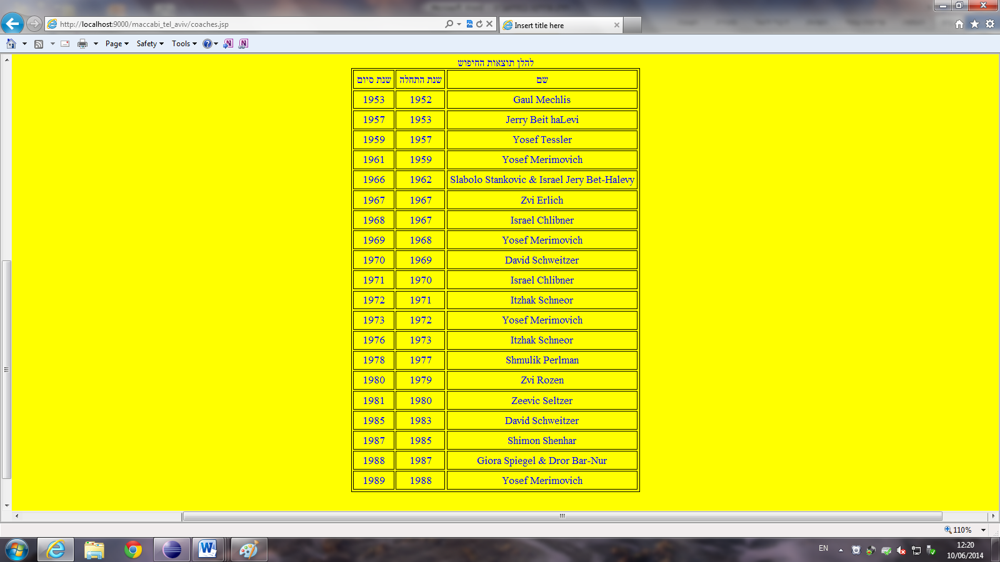 http://localhost:9000/maccabi_tel_aviv/coaches.jsp
Insert title here
Page Safety Tools
להלן תוצאות החיפוש
שם שנת התחלה שנת סיום
Gaul Mechlis 1952 1953
Jerry Beit haLevi 1953 1957
Yosef Tessler 1957 1959
Yosef Merimovich 1959 1961
Slabolo Stankovic & Israel Jery Bet-Halevy 1962 1966
Zvi Erlich 1967 1967
Israel Chlibner 1967 1968
Yosef Merimovich 1968 1969
David Schweitzer 1969 1970
Israel Chlibner 1970 1971
Itzhak Schneor 1971 1972
Yosef Merimovich 1972 1973
Itzhak Schneor 1973 1976
Shmulik Perlman 1977 1978
Zvi Rozen 1979 1980
Zeevic Seltzer 1980 1981
David Schweitzer 1983 1985
Shimon Shenhar 1985 1987
Giora Spiegel & Dror Bar-Nur 1987 1988
Yosef Merimovich 1988 1989
110%
EN
12:20
10/06/2014